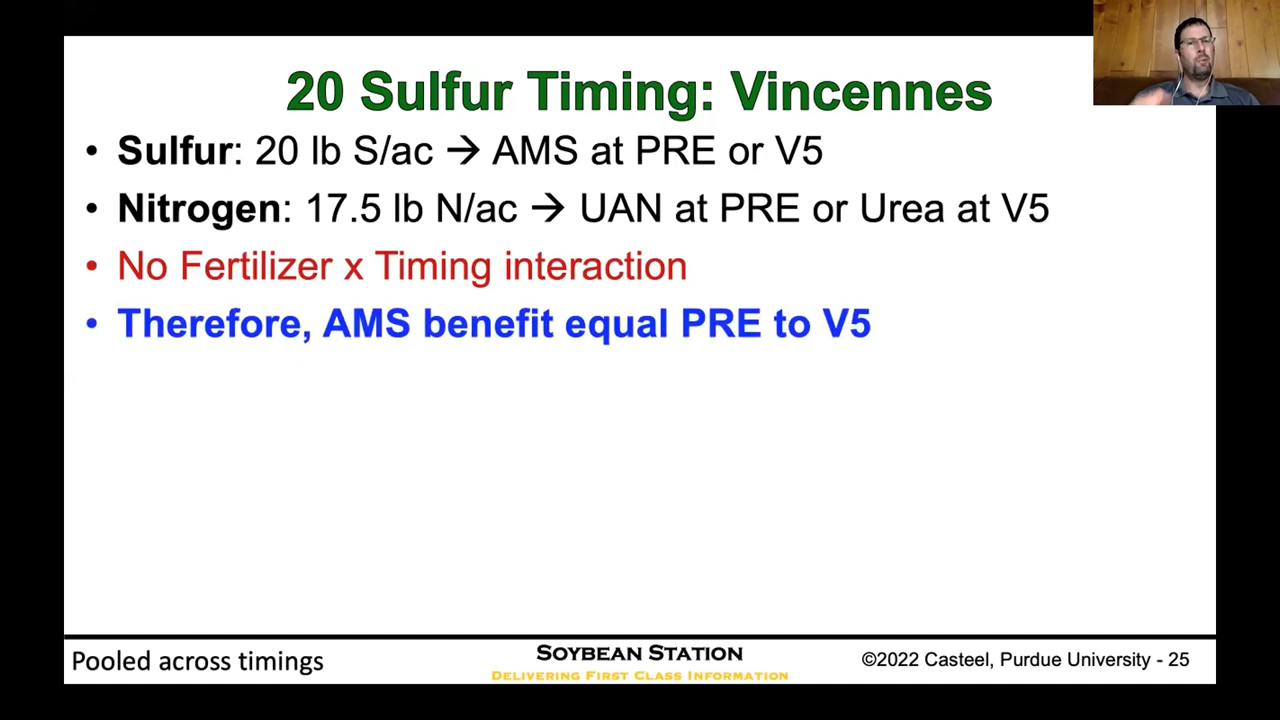 20 Sulfur Timing: Vincennes
• Sulfur: 20 lb S/ac → AMS at PRE or V5
• Nitrogen: 17.5 lb N/ac → UAN at PRE or Urea at V5
• No Fertilizer x Timing interaction
• Therefore, AMS benefit equal PRE to V5
Pooled across timings
Soybean Station
Delivering First Class Information
©2022 Casteel, Purdue University - 25